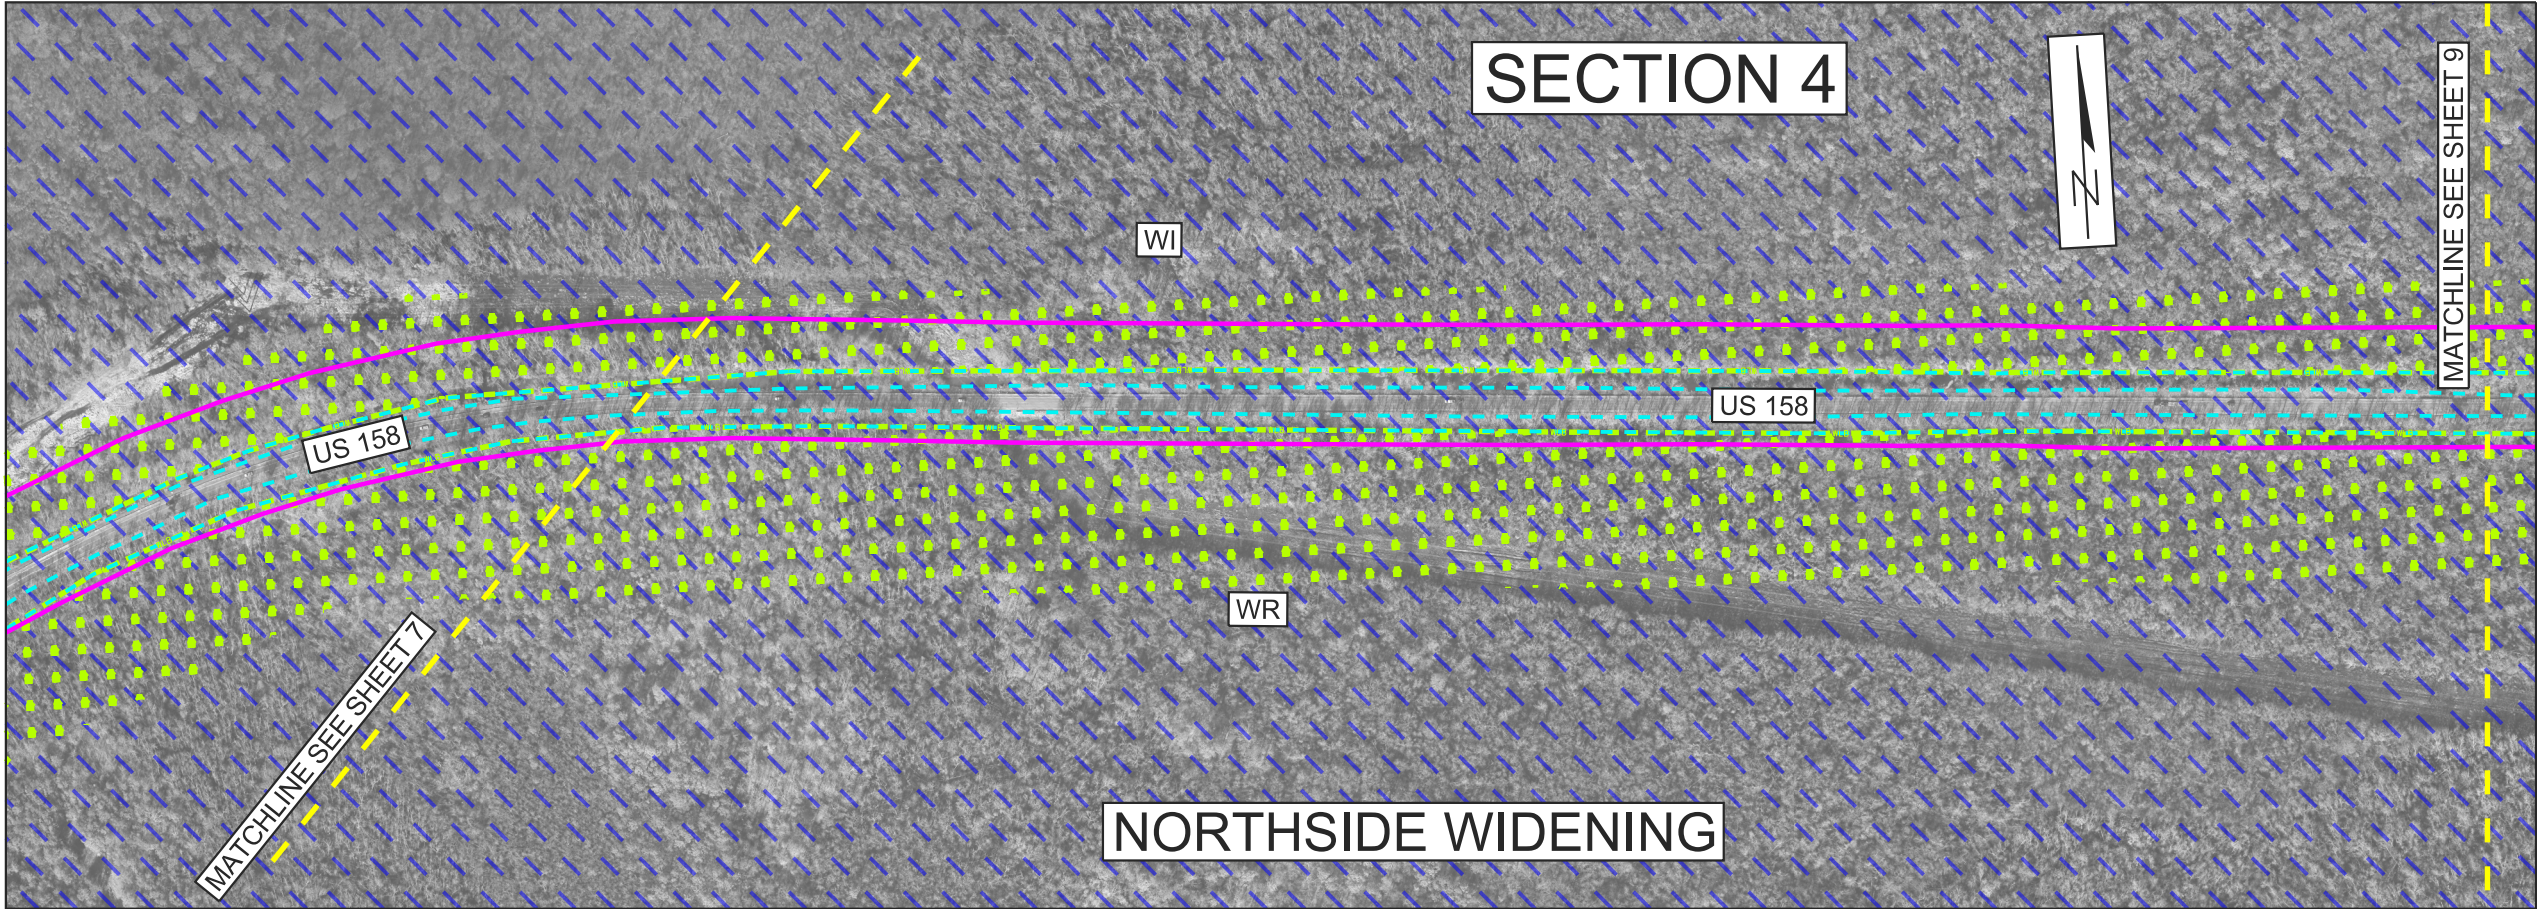 SECTION 4
N
MATCHLINE SEE SHEET 9
WI
US 158
US 158
WR
MATCHLINE SEE SHEET 7
NORTHSIDE WIDENING